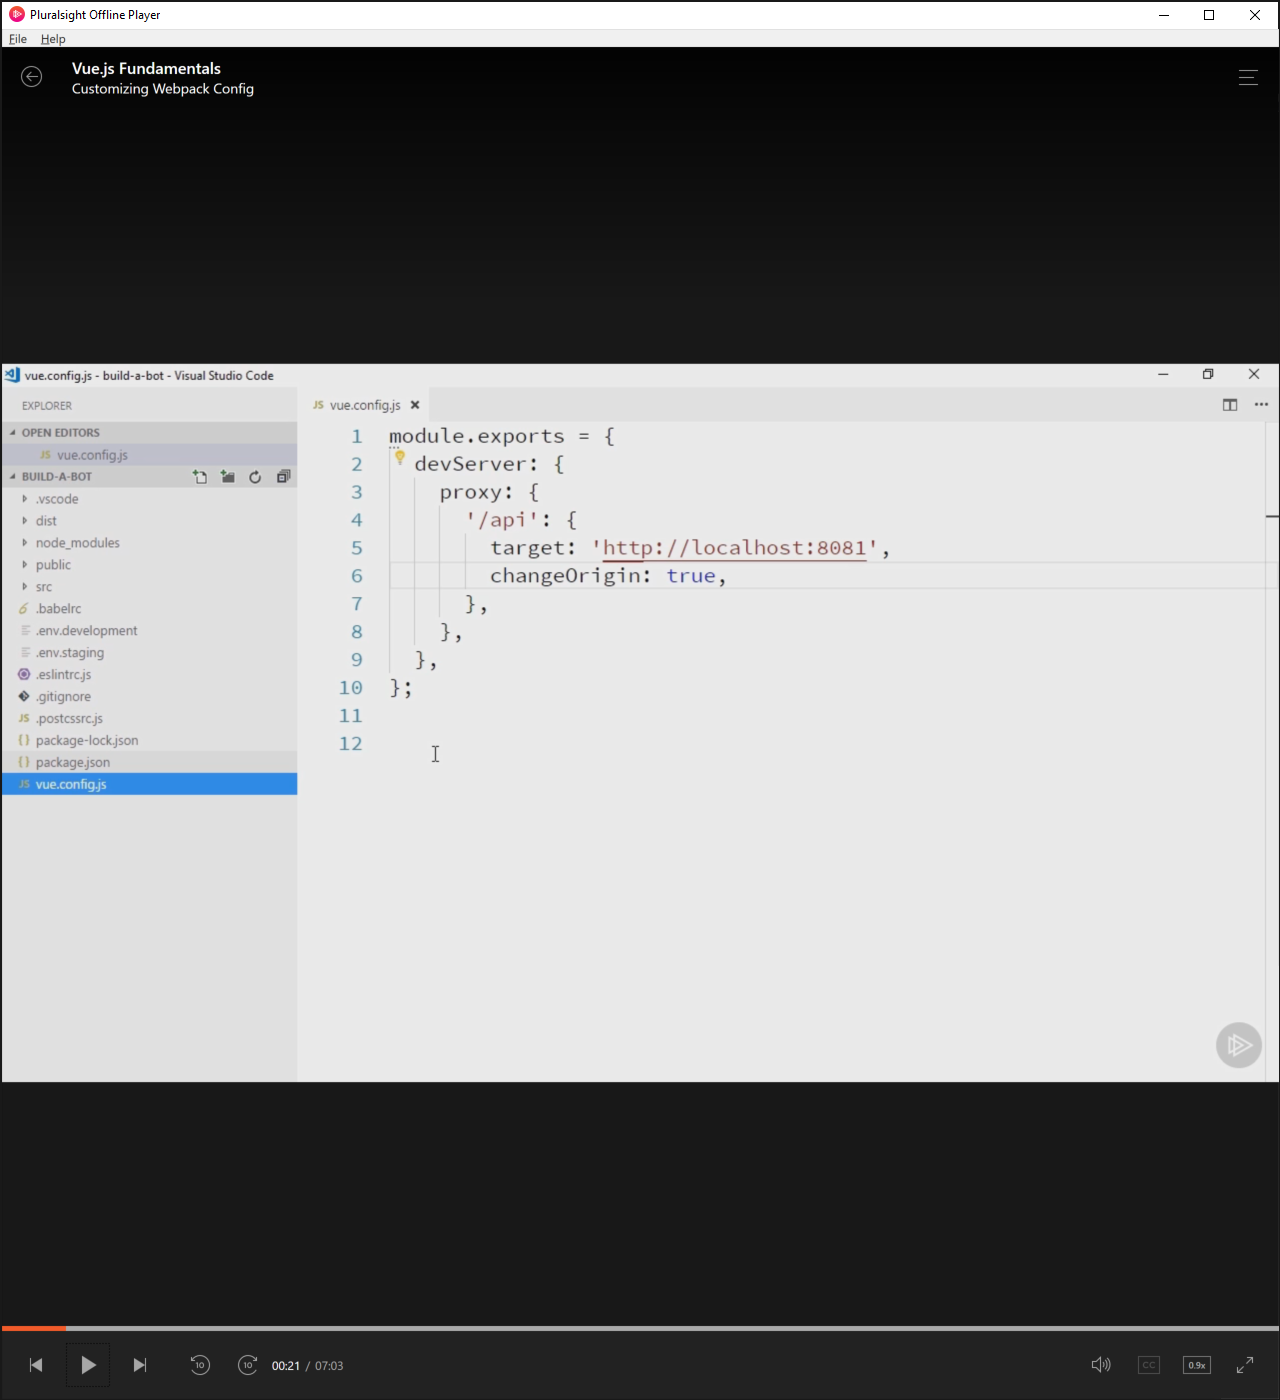 Pluralsight Offline Player
File Help
Vue.js Fundamentals
Customizing Webpack Config
vue.config.js - build-a-bot - Visual Studio Code
EXPLORER
OPEN EDITORS
JS vue.config.js
BUILD-A-BOT
.vscode
dist
node_modules
public
src
.babelrc
.env.development
.env.staging
.eslintrc.js
.gitignore
JS .postcssrc.js
{ } package-lock.json
{ } package.json
JS vue.config.js
JS vue.config.js
1 module.exports = {
2 devServer: {
3 proxy: {
4 '/api': {
5 target: 'http://localhost:8081',
6 changeOrigin: true,
7 },
8 },
9 },
10 };
11
12
10 10 00:21 / 07:03 CC 0.9x